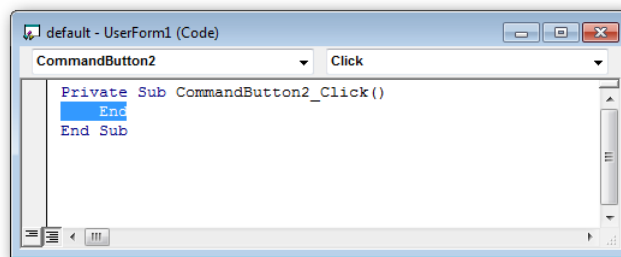 default - UserForm1 (Code)
CommandButton2 Click
Private Sub CommandButton2_Click()
End
End Sub